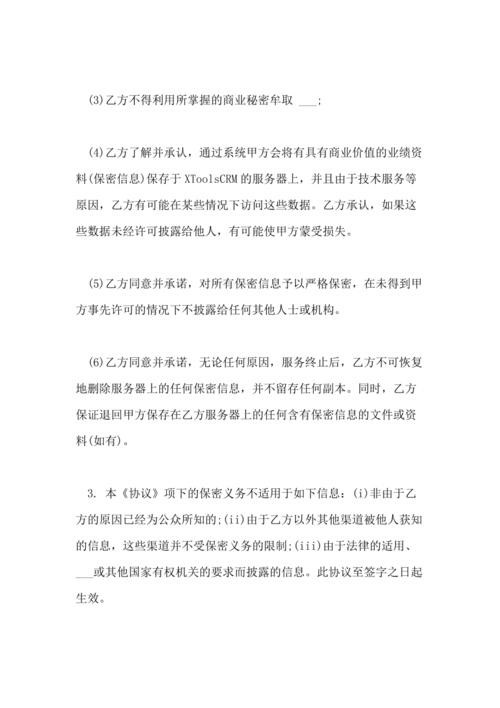 (3)乙方不得利用所掌握的商业秘密牟取 ___;
(4)乙方了解并承认，通过系统甲方会将有具有商业价值的业绩资
料(保密信息)保存于XToolsCRM的服务器上，并且由于技术服务等
原因，乙方有可能在某些情况下访问这些数据。乙方承认，如果这
些数据未经许可披露给他人，有可能使甲方蒙受损失。
(5)乙方同意并承诺，对所有保密信息予以严格保密，在未得到甲
方事先许可的情况下不披露给任何其他人士或机构。
(6)乙方同意并承诺，无论任何原因，服务终止后，乙方不可恢复
地删除服务器上的任何保密信息，并不留存任何副本。同时，乙方
保证退回甲方保存在乙方服务器上的任何含有保密信息的文件或资
料(如有)。
3. 本《协议》项下的保密义务不适用于如下信息：(i)非由于乙
方的原因已经为公众所知的;(ii)由于乙方以外其他渠道被他人获知
的信息，这些渠道并不受保密义务的限制;(iii)由于法律的适用、
___或其他国家有权机关的要求而披露的信息。此协议至签字之日起
生效。